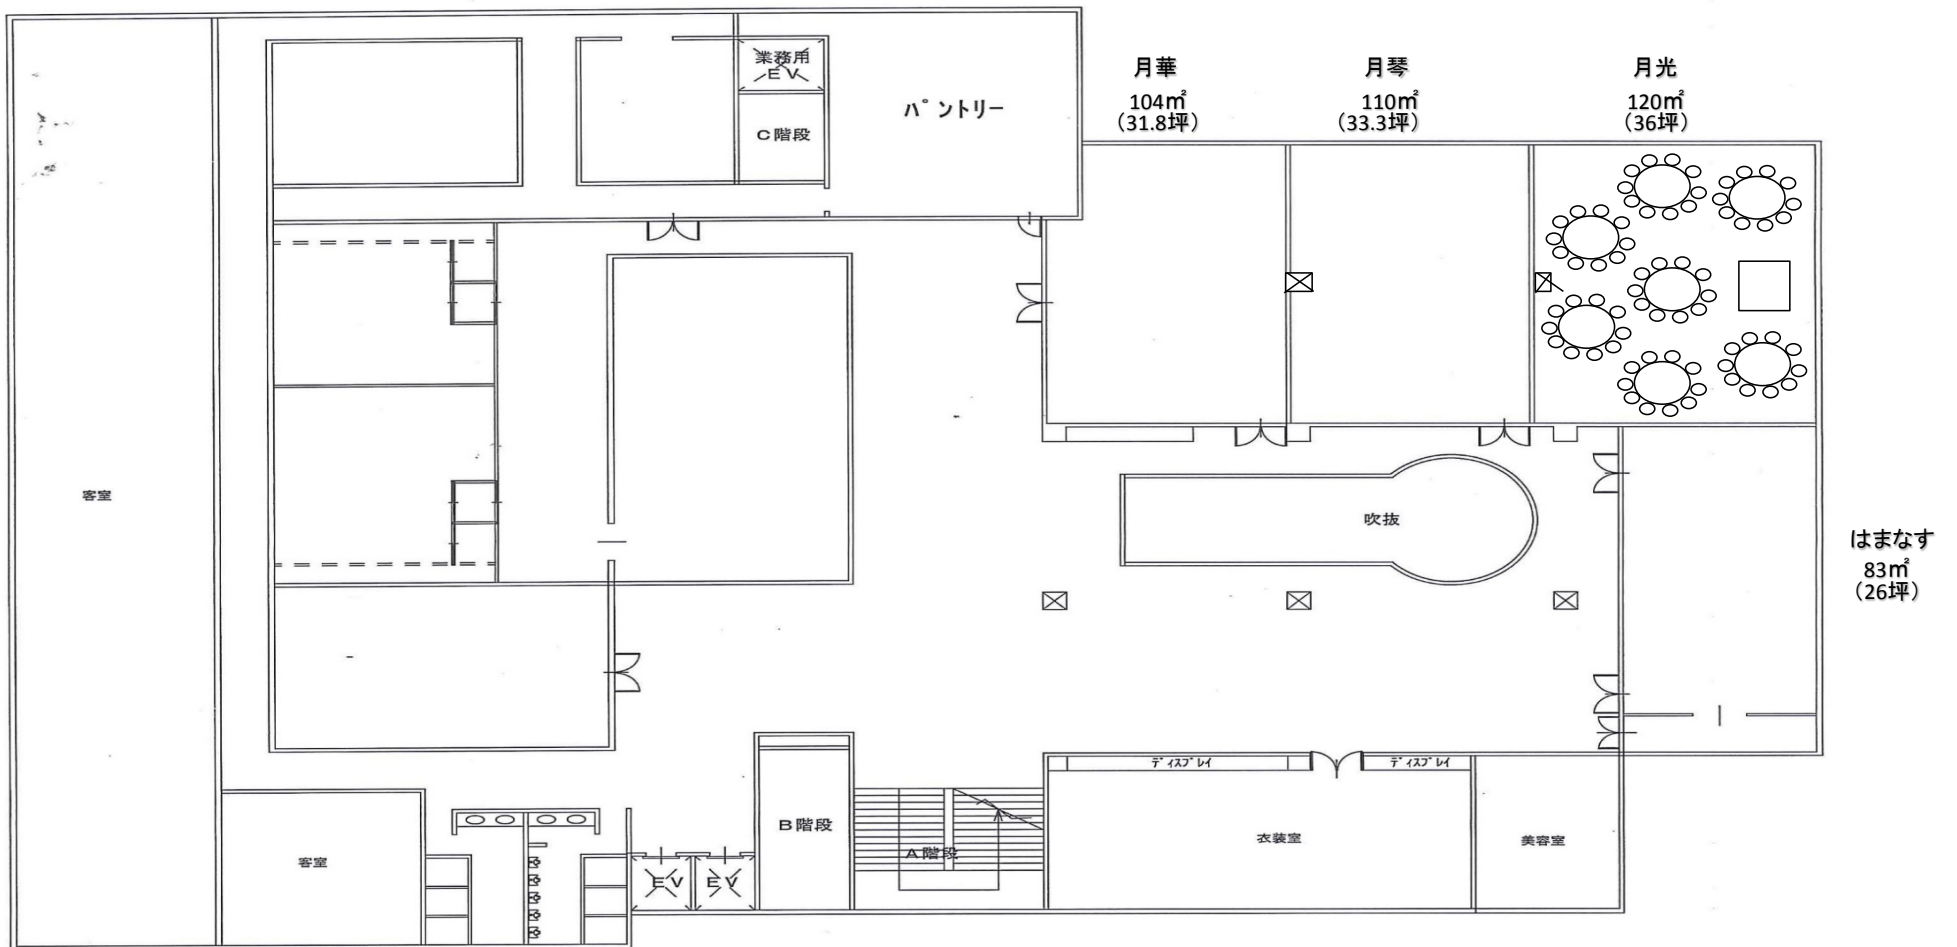 業務用
EV
C階段
パントリー
月華
104㎡
（31.8坪）
月琴
110㎡
（33.3坪）
月光
120㎡
（36坪）
客室
吹抜
はまなす
83㎡
（26坪）
ディスプレイ
ディスプレイ
B階段
A階段
衣装室
美容室
客室
EV
EV